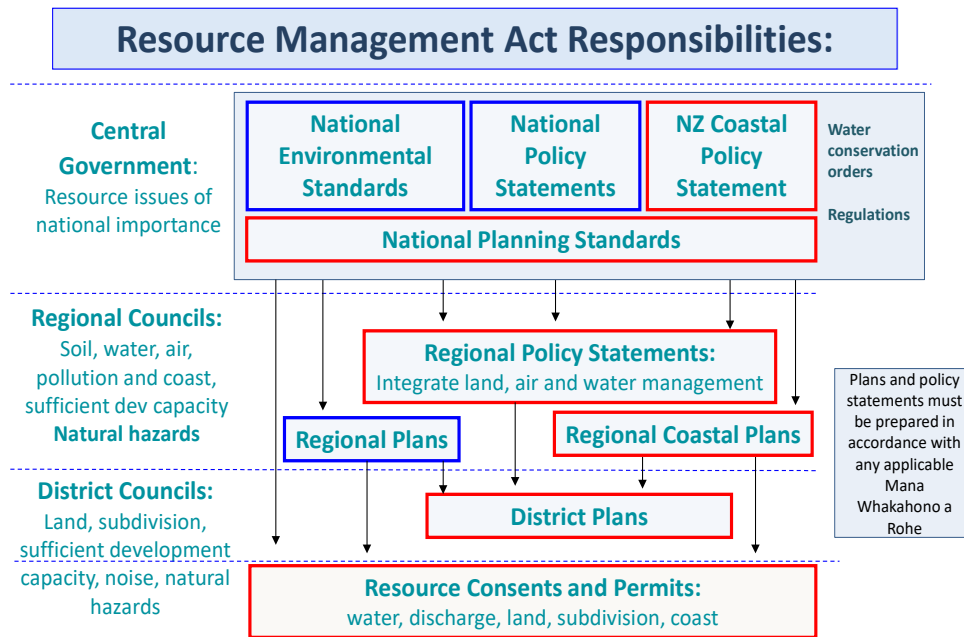 Resource Management Act Responsibilities:
Central
Government:
Resource issues of
national importance
National
Environmental
Standards
National
Policy
Statements
NZ Coastal
Policy
Statement
Water
conservation
orders
Regulations
National Planning Standards
Regional Councils:
Soil, water, air,
pollution and coast,
sufficient dev capacity
Natural hazards
Regional Policy Statements:
Integrate land, air and water management
Regional Plans
Regional Coastal Plans
Plans and policy
statements must
be prepared in
accordance with
any applicable
Mana
Whakahono a
Rohe
District Councils:
Land, subdivision,
sufficient development
capacity, noise, natural
hazards
District Plans
Resource Consents and Permits:
water, discharge, land, subdivision, coast